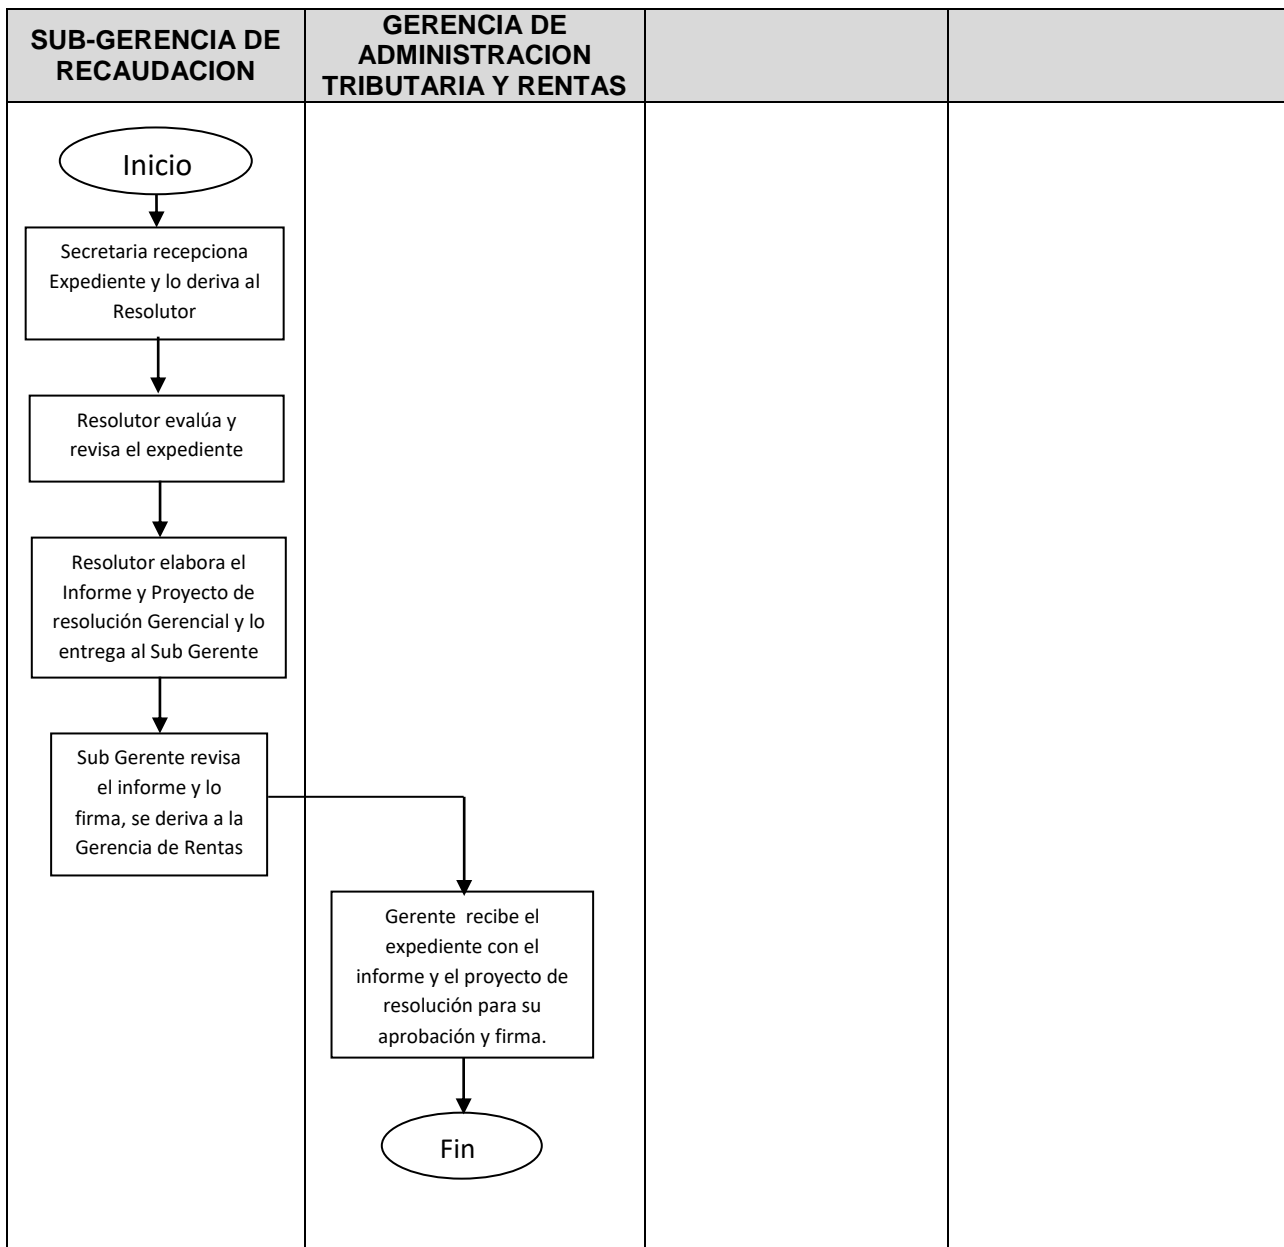 SUB-GERENCIA DE
RECAUDACION
GERENCIA DE
ADMINISTRACION
TRIBUTARIA Y RENTAS
Inicio
Secretaria recepciona
Expediente y lo deriva al
Resolutor
Resolutor evalúa y
revisa el expediente
Resolutor elabora el
Informe y Proyecto de
resolución Gerencial y lo
entrega al Sub Gerente
Sub Gerente revisa
el informe y lo
firma, se deriva a la
Gerencia de Rentas
Gerente recibe el
expediente con el
informe y el proyecto de
resolución para su
aprobación y firma.
Fin